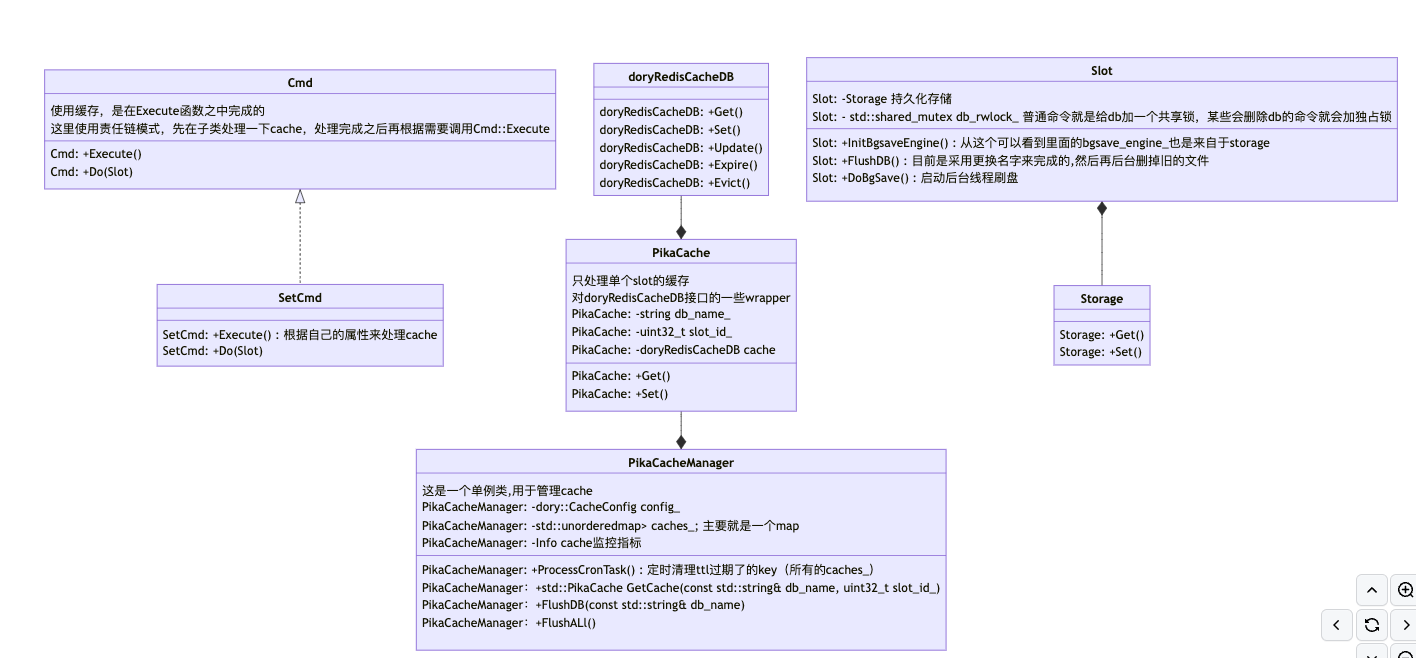 Cmd
使用缓存，是在Execute函数之中完成的
这里使用责任链模式，先在子类处理一下cache，处理完成之后再根据需要调用Cmd::Execute
Cmd: +Execute()
Cmd: +Do(Slot)
SetCmd
SetCmd: +Execute() : 根据自己的属性来处理cache
SetCmd: +Do(Slot)
doryRedisCacheDB
doryRedisCacheDB: +Get()
doryRedisCacheDB: +Set()
doryRedisCacheDB: +Update()
doryRedisCacheDB: +Expire()
doryRedisCacheDB: +Evict()
PikaCache
只处理单个slot的缓存
对doryRedisCacheDB接口的一些wrapper
PikaCache: -string db_name_
PikaCache: -uint32_t slot_id_
PikaCache: -doryRedisCacheDB cache
PikaCache: +Get()
PikaCache: +Set()
PikaCacheManager
这是一个单例类,用于管理cache
PikaCacheManager: -dory::CacheConfig config_
PikaCacheManager: -std::unorderedmap> caches_; 主要就是一个map
PikaCacheManager: -Info cache监控指标
PikaCacheManager: +ProcessCronTask() : 定时清理ttl过期了的key（所有的caches_）
PikaCacheManager：+std::PikaCache GetCache(const std::string& db_name, uint32_t slot_id_)
PikaCacheManager：+FlushDB(const std::string& db_name)
PikaCacheManager：+FlushALl()
Slot
Slot: -Storage 持久化存储
Slot: - std::shared_mutex db_rwlock_ 普通命令就是给db加一个共享锁，某些会删除db的命令就会加独占锁
Slot: +InitBgsaveEngine() : 从这个可以看到里面的bgsave_engine_也是来自于storage
Slot: +FlushDB() : 目前是采用更换名字来完成的,然后再后台删掉旧的文件
Slot: +DoBgSave() : 启动后台线程刷盘
Storage
Storage: +Get()
Storage: +Set()